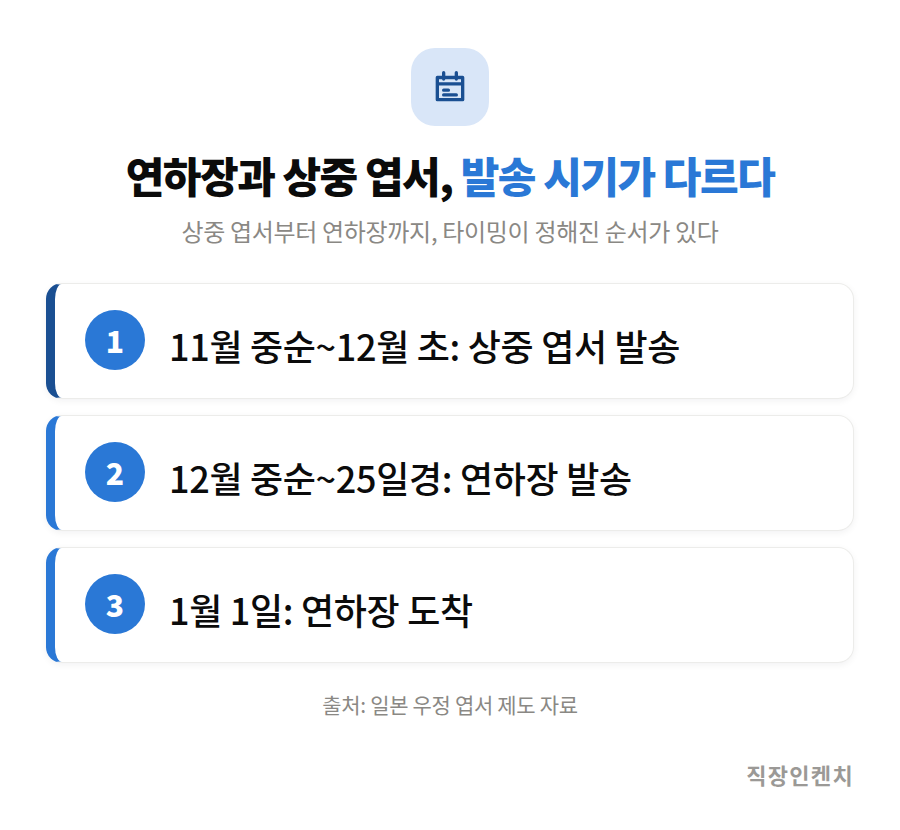 연하장과 상중 엽서, 발송 시기가 다르다
상중 엽서부터 연하장까지, 타이밍이 정해진 순서가 있다
1 11월 중순~12월 초: 상중 엽서 발송
2 12월 중순~25일경: 연하장 발송
3 1월 1일: 연하장 도착
출처: 일본 우정 엽서 제도 자료
직장인켄치